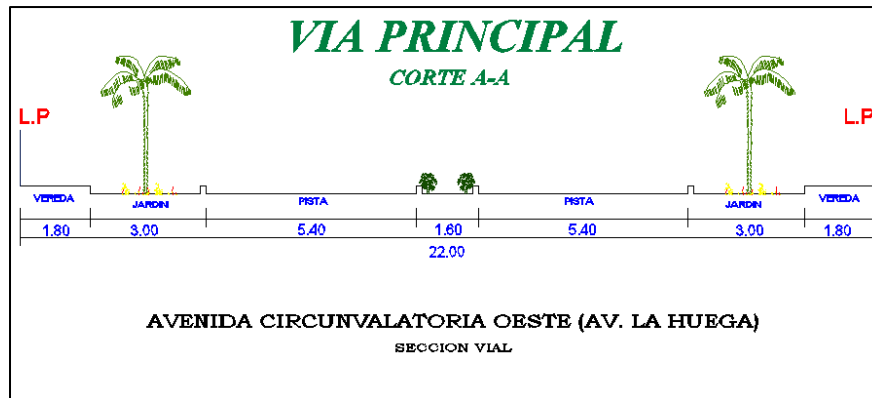 VIA PRINCIPAL
CORTE A-A
L.P L.P
VEREDA JARDIN PISTA PISTA JARDIN VEREDA
1.80 3.00 5.40 1.60 5.40 3.00 1.80
22.00
AVENIDA CIRCUNVALATORIA OESTE (AV. LA HUEGA)
SECCION VIAL